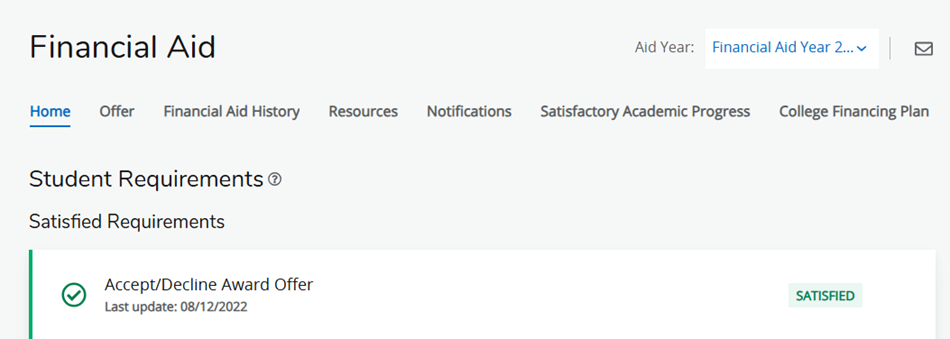 Financial Aid
Aid Year: Financial Aid Year 2...
Home Offer Financial Aid History Resources Notifications Satisfactory Academic Progress College Financing Plan
Student Requirements
Satisfied Requirements
Accept/Decline Award Offer
Last update: 08/12/2022
SATISFIED